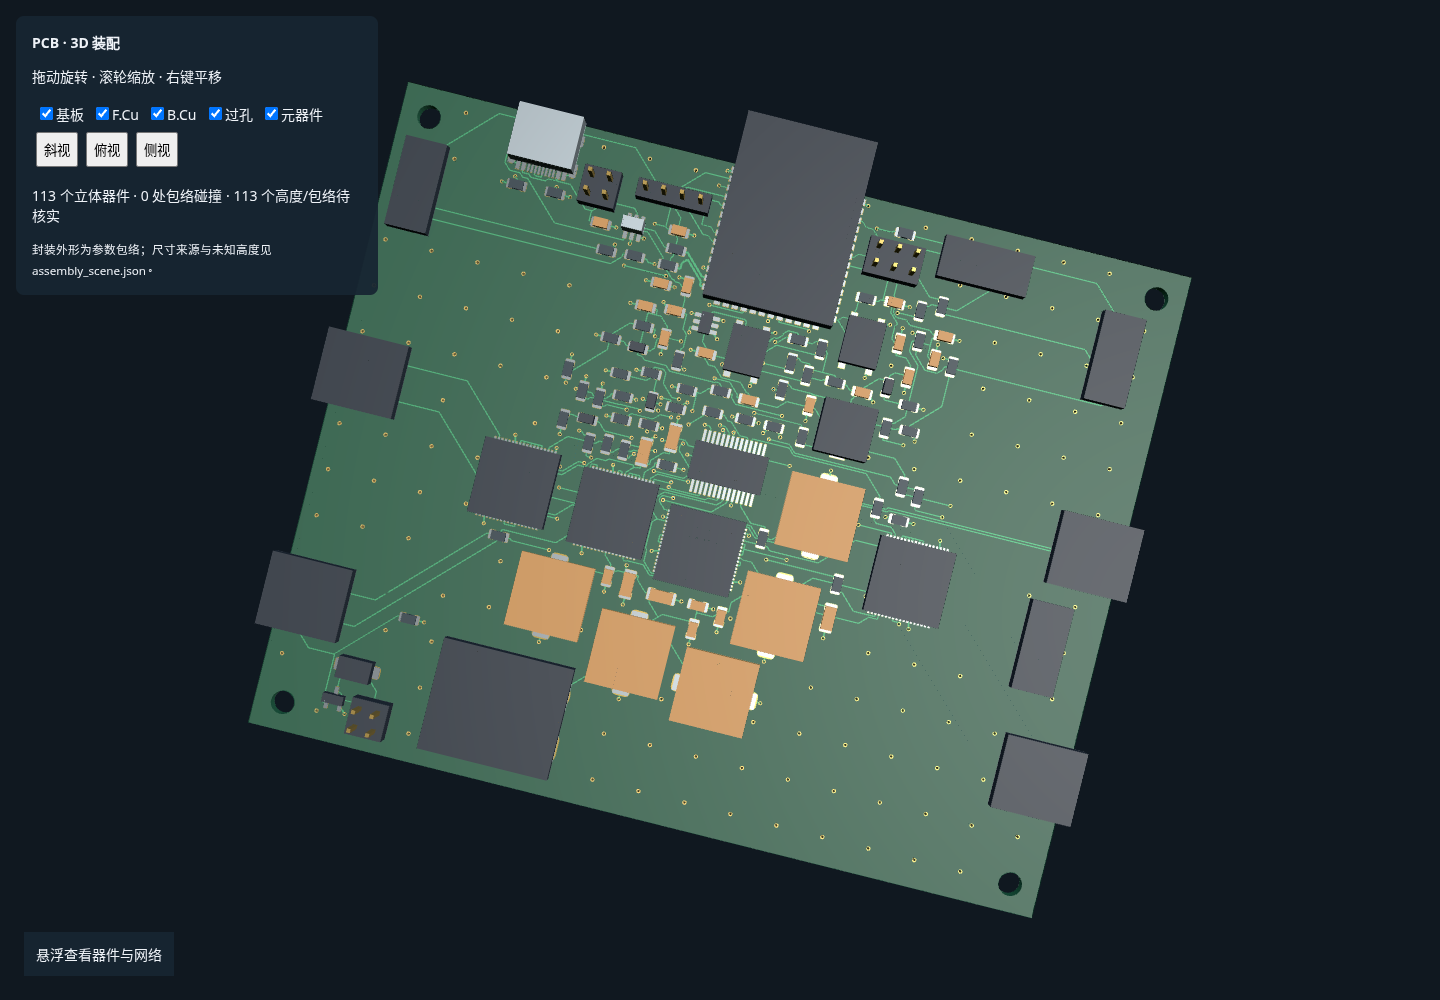 PCB · 3D 装配
拖动旋转 · 滚轮缩放 · 右键平移
基板 F.Cu B.Cu 过孔 元器件
斜视 俯视 侧视
113 个立体器件 · 0 处包络碰撞 · 113 个高度/包络待
核实
封装外形为参数包络；尺寸来源与未知高度见
assembly_scene.json。
悬浮查看器件与网络